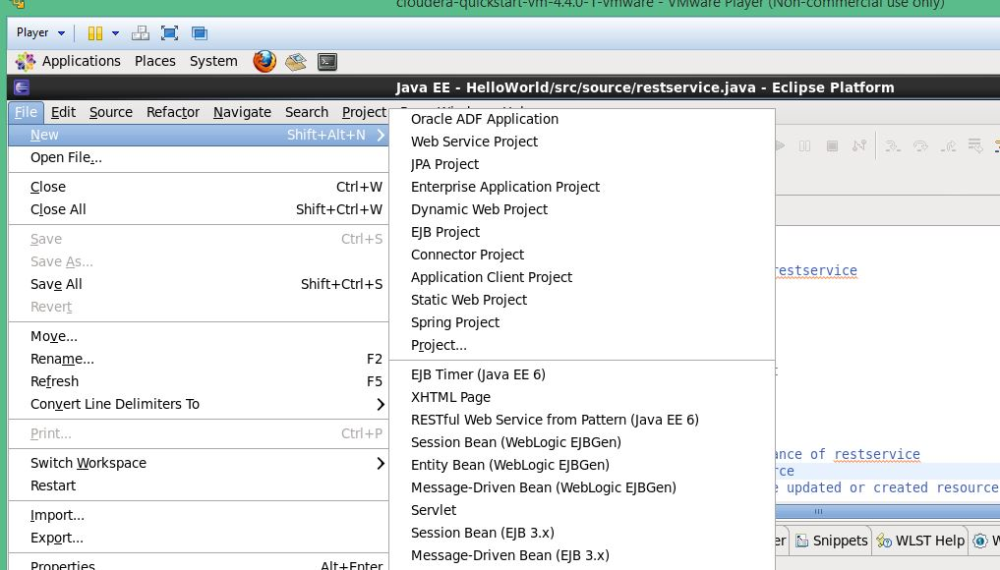 cloudera-quickstart-vm-4.4.0-1-vmware - VMware Player (Non-commercial use only)
Player
Applications Places System
Java EE - HelloWorld/src/source/restservice.java - Eclipse Platform
File Edit Source Refactor Navigate Search Project
New Shift+Alt+N
Open File...
Close Ctrl+W
Close All Shift+Ctrl+W
Save Ctrl+S
Save As...
Save All Shift+Ctrl+S
Revert
Move...
Rename... F2
Refresh F5
Convert Line Delimiters To
Print... Ctrl+P
Switch Workspace
Restart
Import...
Export...
Properties Alt+Enter
Oracle ADF Application
Web Service Project
JPA Project
Enterprise Application Project
Dynamic Web Project
EJB Project
Connector Project
Application Client Project
Static Web Project
Spring Project
Project...
EJB Timer (Java EE 6)
XHTML Page
RESTful Web Service from Pattern (Java EE 6)
Session Bean (WebLogic EJBGen)
Entity Bean (WebLogic EJBGen)
Message-Driven Bean (WebLogic EJBGen)
Servlet
Session Bean (EJB 3.x)
Message-Driven Bean (EJB 3.x)
restservice
ance of restservice
rce
e updated or created resource
er Snippets WLST Help W